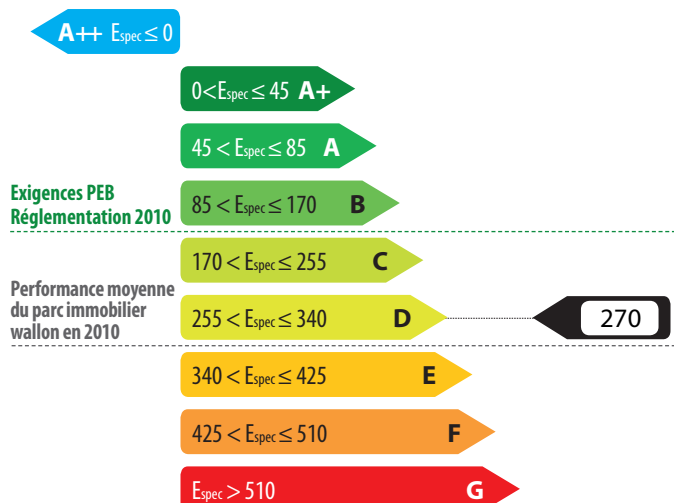 A++ Espec ≤ 0
0<Espec ≤ 45 A+
45 < Espec ≤ 85 A
Exigences PEB
Réglementation 2010
85 < Espec ≤ 170 B
170 < Espec ≤ 255 C
Performance moyenne
du parc immobilier
wallon en 2010
255 < Espec ≤ 340 D
270
340 < Espec ≤ 425 E
425 < Espec ≤ 510 F
Espec > 510 G